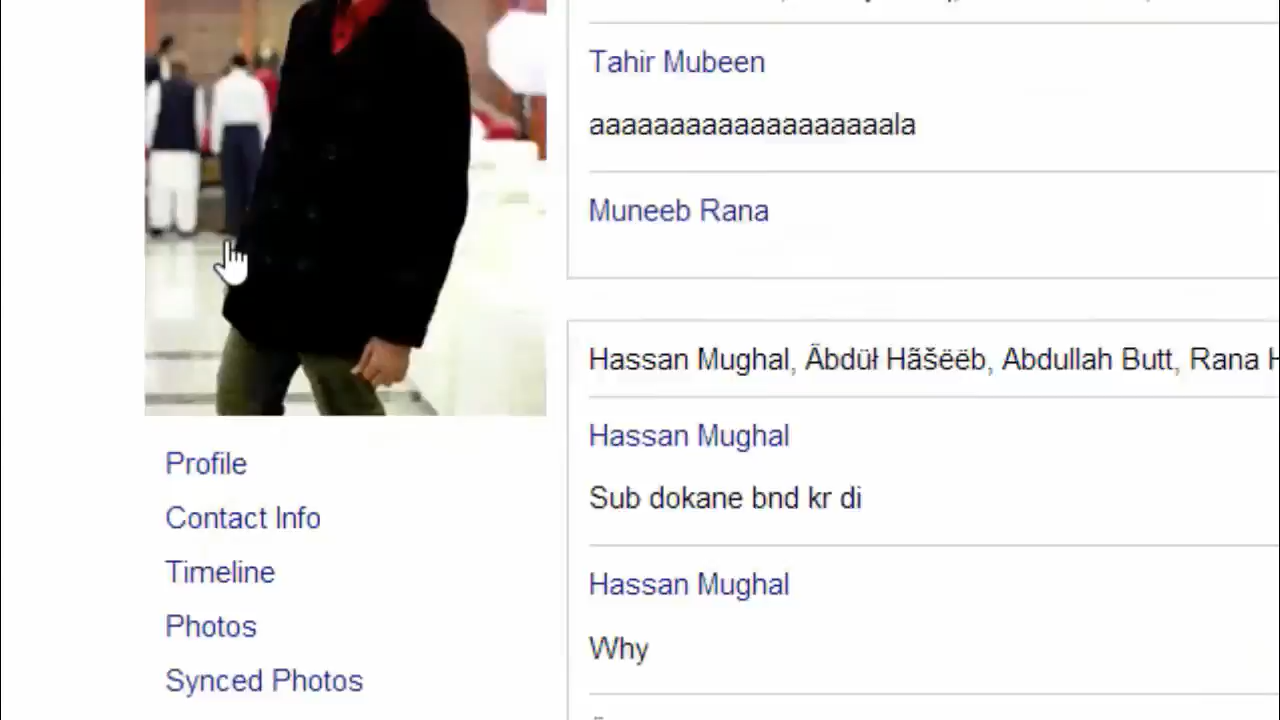 Tahir Mubeen
aaaaaaaaaaaaaaaaaaala
Muneeb Rana
Hassan Mughal, Ãbdüł Hãšëëb, Abdullah Butt, Rana H
Hassan Mughal
Sub dokane bnd kr di
Hassan Mughal
Why
Profile
Contact Info
Timeline
Photos
Synced Photos